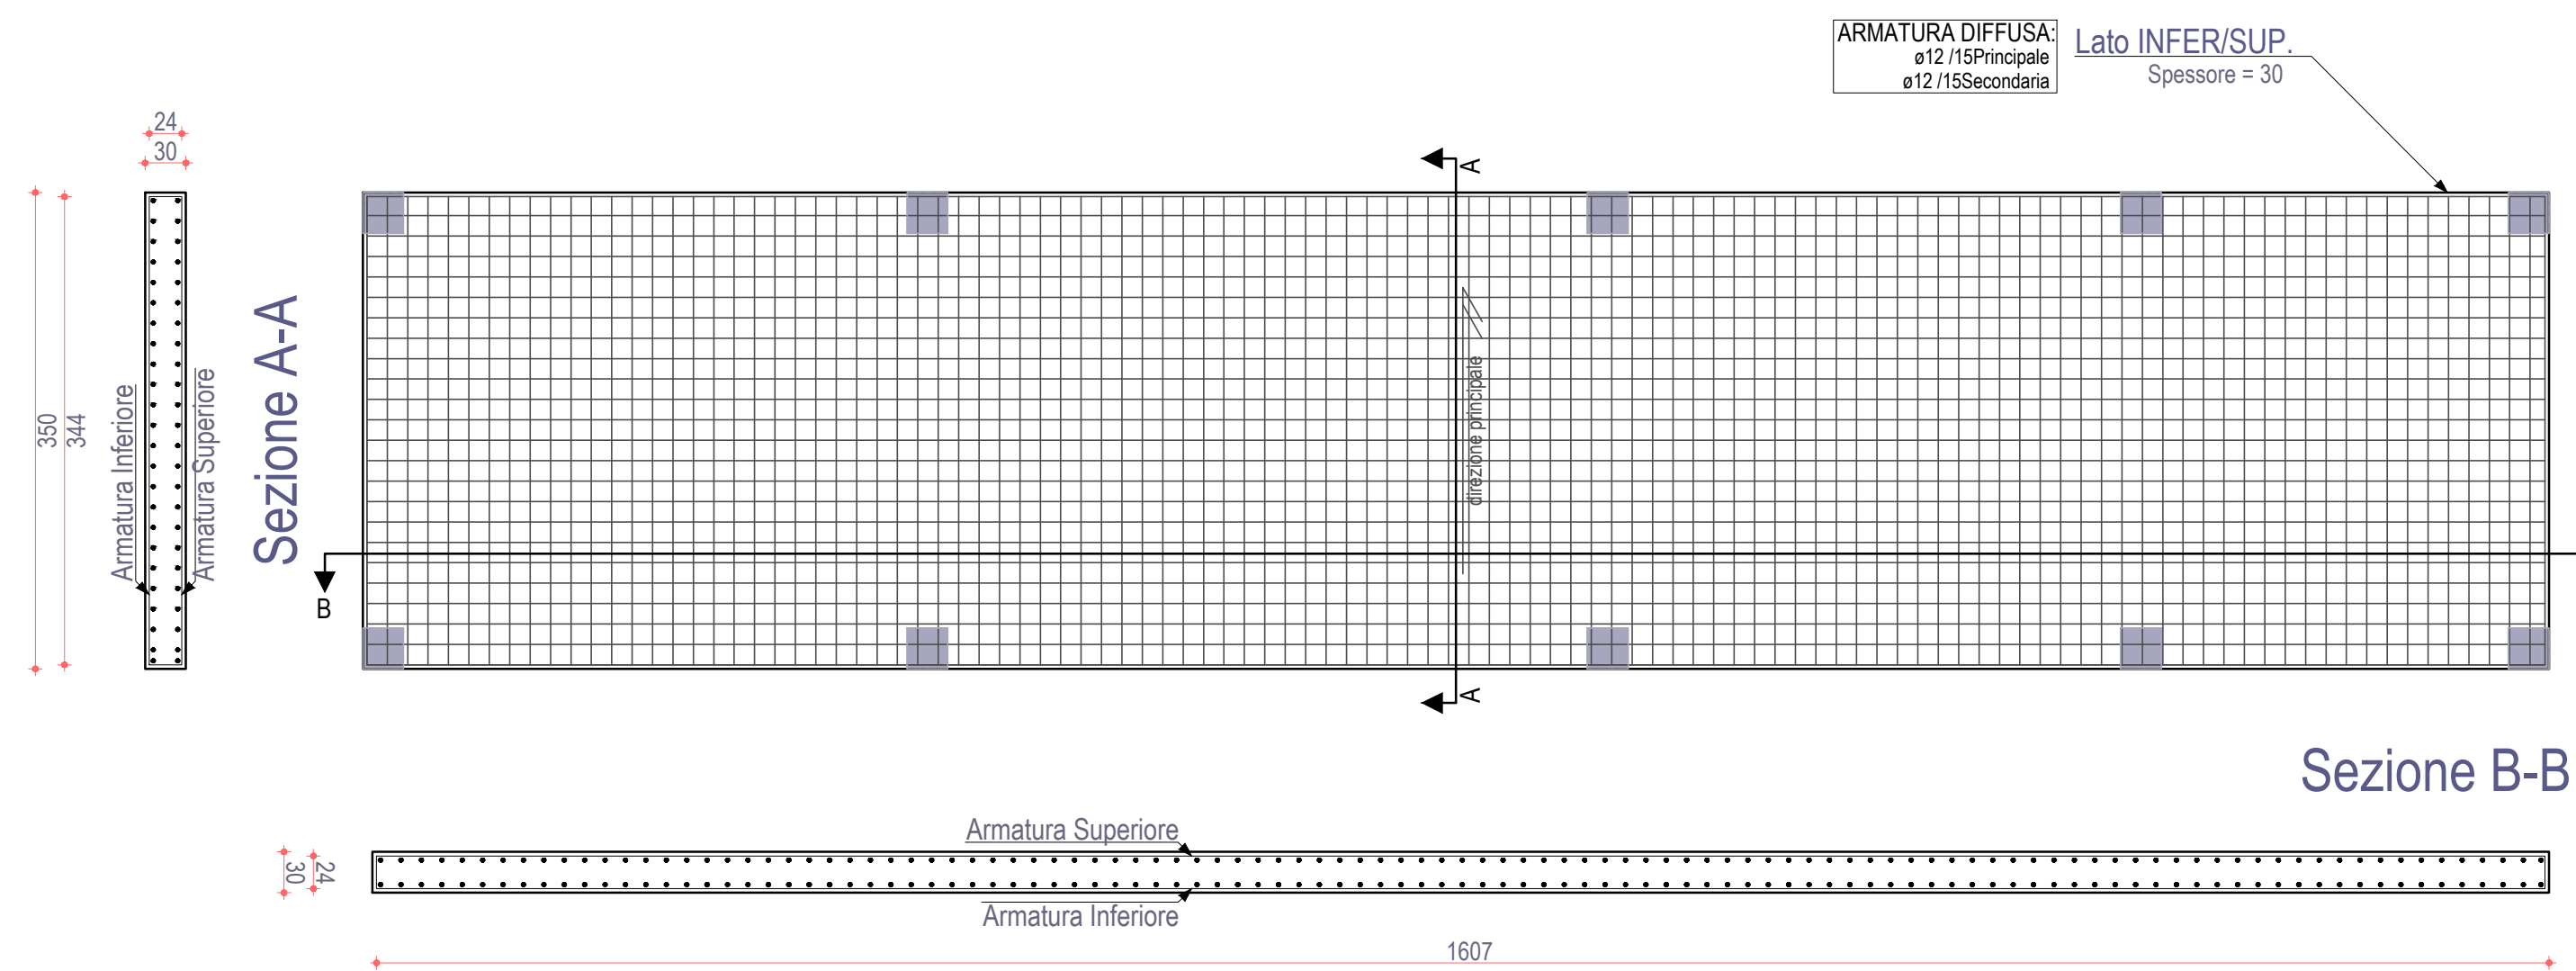 ARMATURA DIFFUSA:
ø12 /15Principale
ø12 /15Secondaria
Lato INFER/SUP.
Spessore = 30
24
30
350
344
Armatura Inferiore
Armatura Superiore
Sezione A-A
A
direzione principale
B
A
Sezione B-B
Armatura Superiore
30
24
Armatura Inferiore
1607